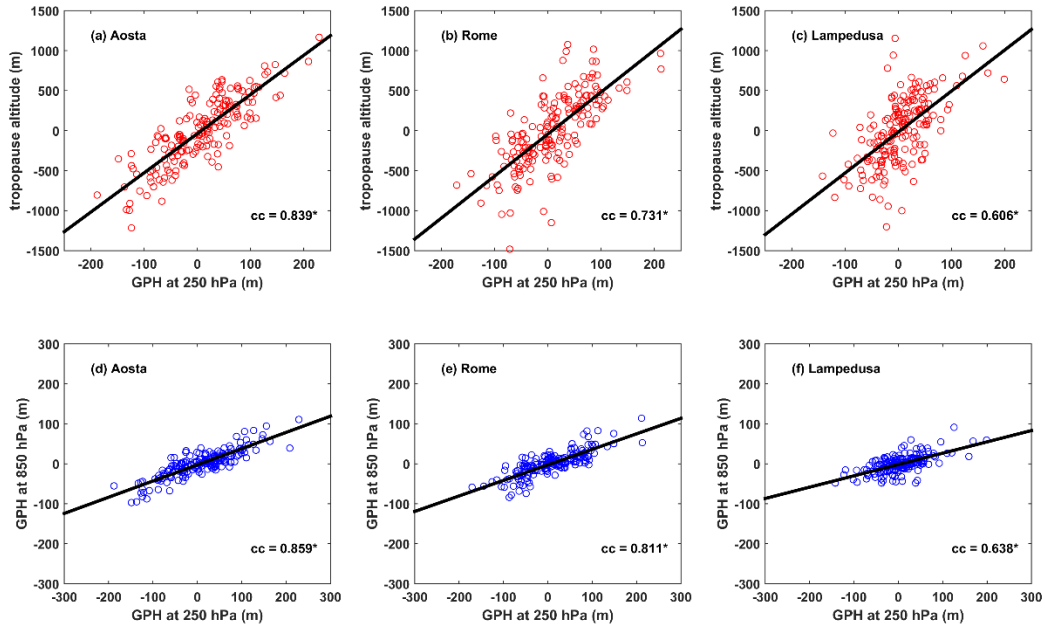 1500
1000
500
0
-500
-1000
-1500
tropopause altitude (m)
(a) Aosta
cc = 0.839*
-200 -100 0 100 200
GPH at 250 hPa (m)
1500
1000
500
0
-500
-1000
-1500
(b) Rome
cc = 0.731*
-200 -100 0 100 200
GPH at 250 hPa (m)
1500
1000
500
0
-500
-1000
-1500
tropopause altitude (m)
(c) Lampedusa
cc = 0.606*
-200 -100 0 100 200
GPH at 250 hPa (m)
300
200
100
0
-100
-200
-300
GPH at 850 hPa (m)
(d) Aosta
cc = 0.859*
-300 -200 -100 0 100 200 300
GPH at 250 hPa (m)
300
200
100
0
-100
-200
-300
GPH at 850 hPa (m)
(e) Rome
cc = 0.811*
-300 -200 -100 0 100 200 300
GPH at 250 hPa (m)
300
200
100
0
-100
-200
-300
GPH at 850 hPa (m)
(f) Lampedusa
cc = 0.638*
-300 -200 -100 0 100 200 300
GPH at 250 hPa (m)